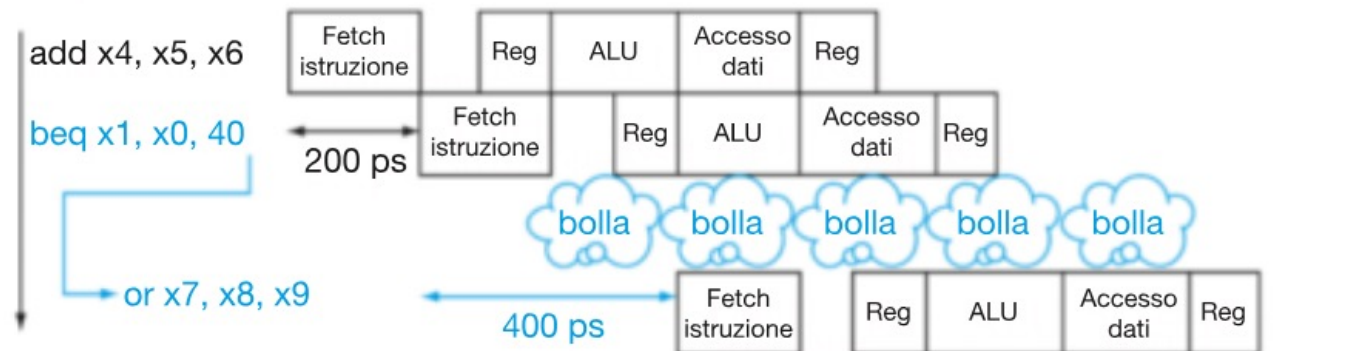 add x4, x5, x6
Fetch
istruzione
Reg
ALU
Accesso
dati
Reg
beq x1, x0, 40
200 ps
Fetch
istruzione
Reg
ALU
Accesso
dati
Reg
bolla
bolla
bolla
bolla
bolla
or x7, x8, x9
400 ps
Fetch
istruzione
Reg
ALU
Accesso
dati
Reg